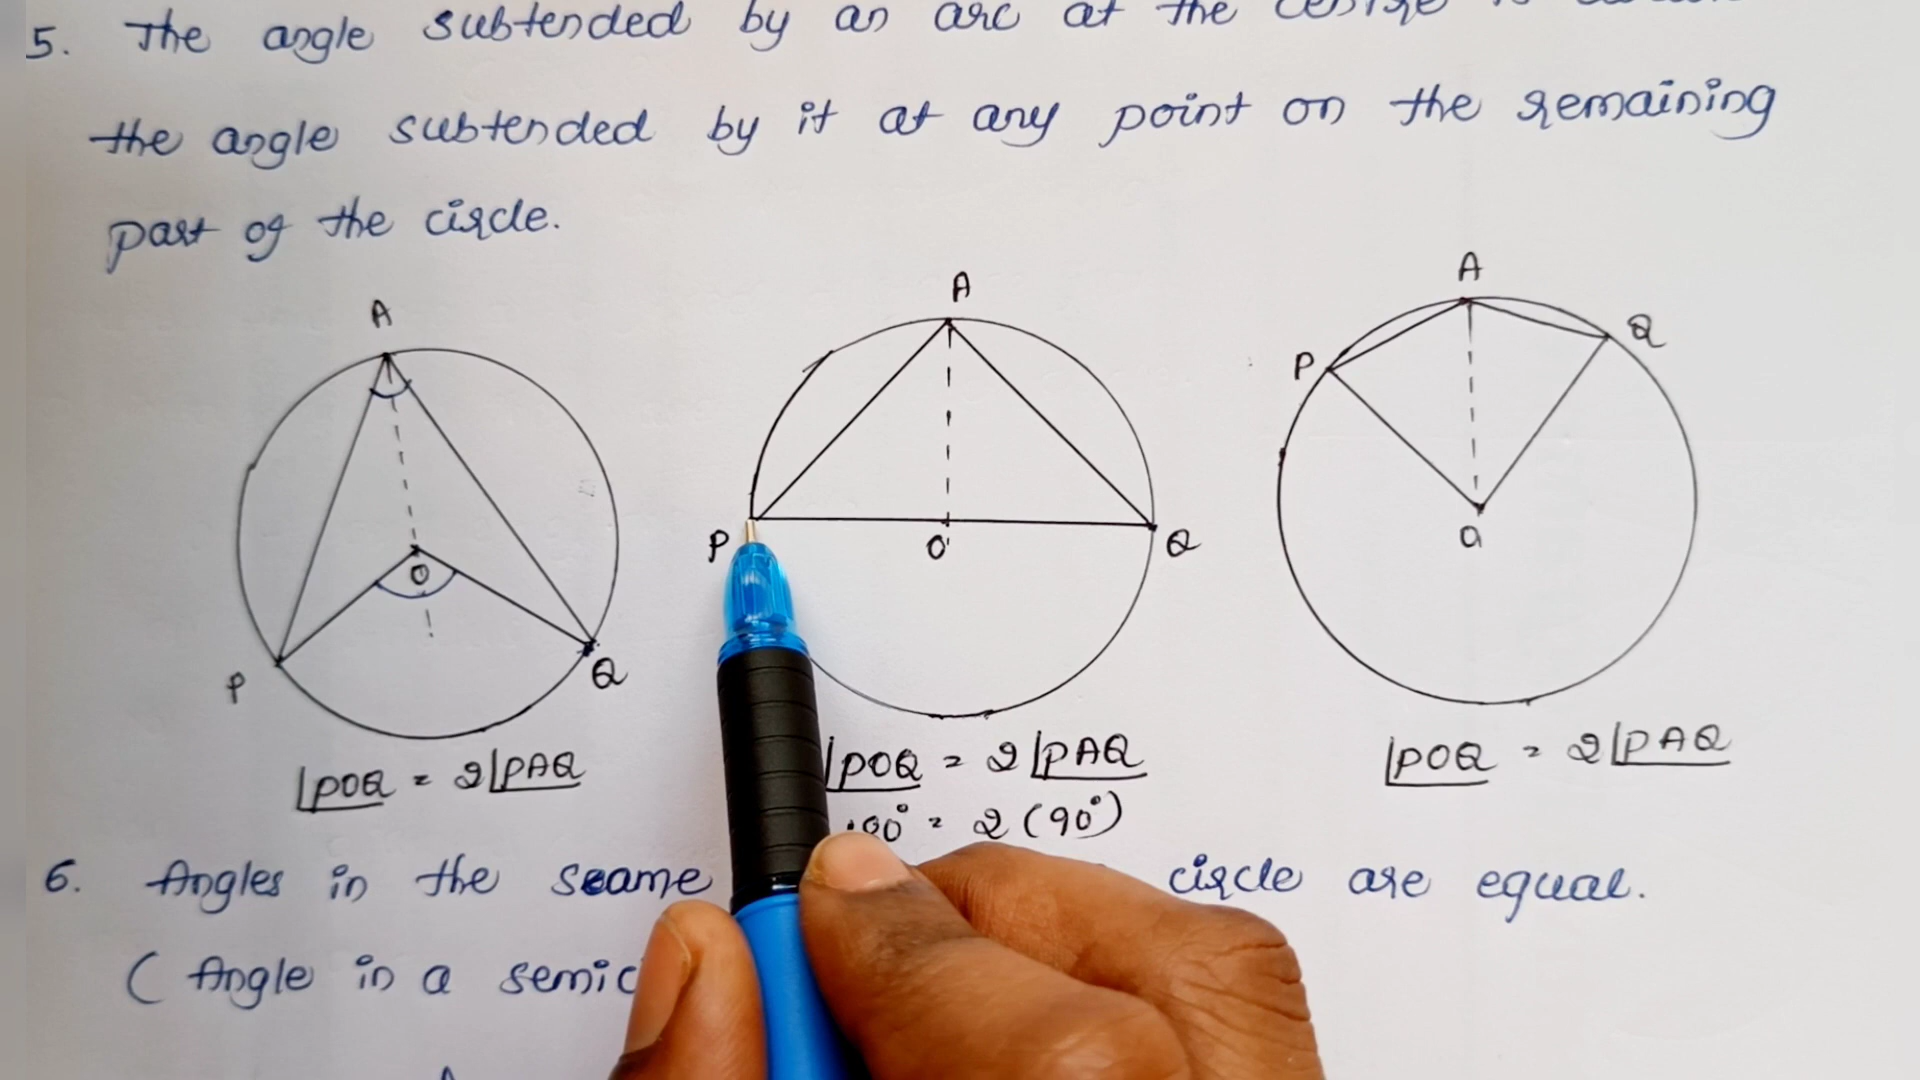 5. The angle subtended by an arc at the centre is
the angle subtended by it at any point on the remaining
part of the circle.
A
A
A
P
Q
P
O
Q
O
O
P
Q
∠POQ = 2∠PAQ
∠POQ = 2∠PAQ
∠POQ = 2∠PAQ
= 2(90°)
6. Angles in the same circle are equal.
(Angle in a